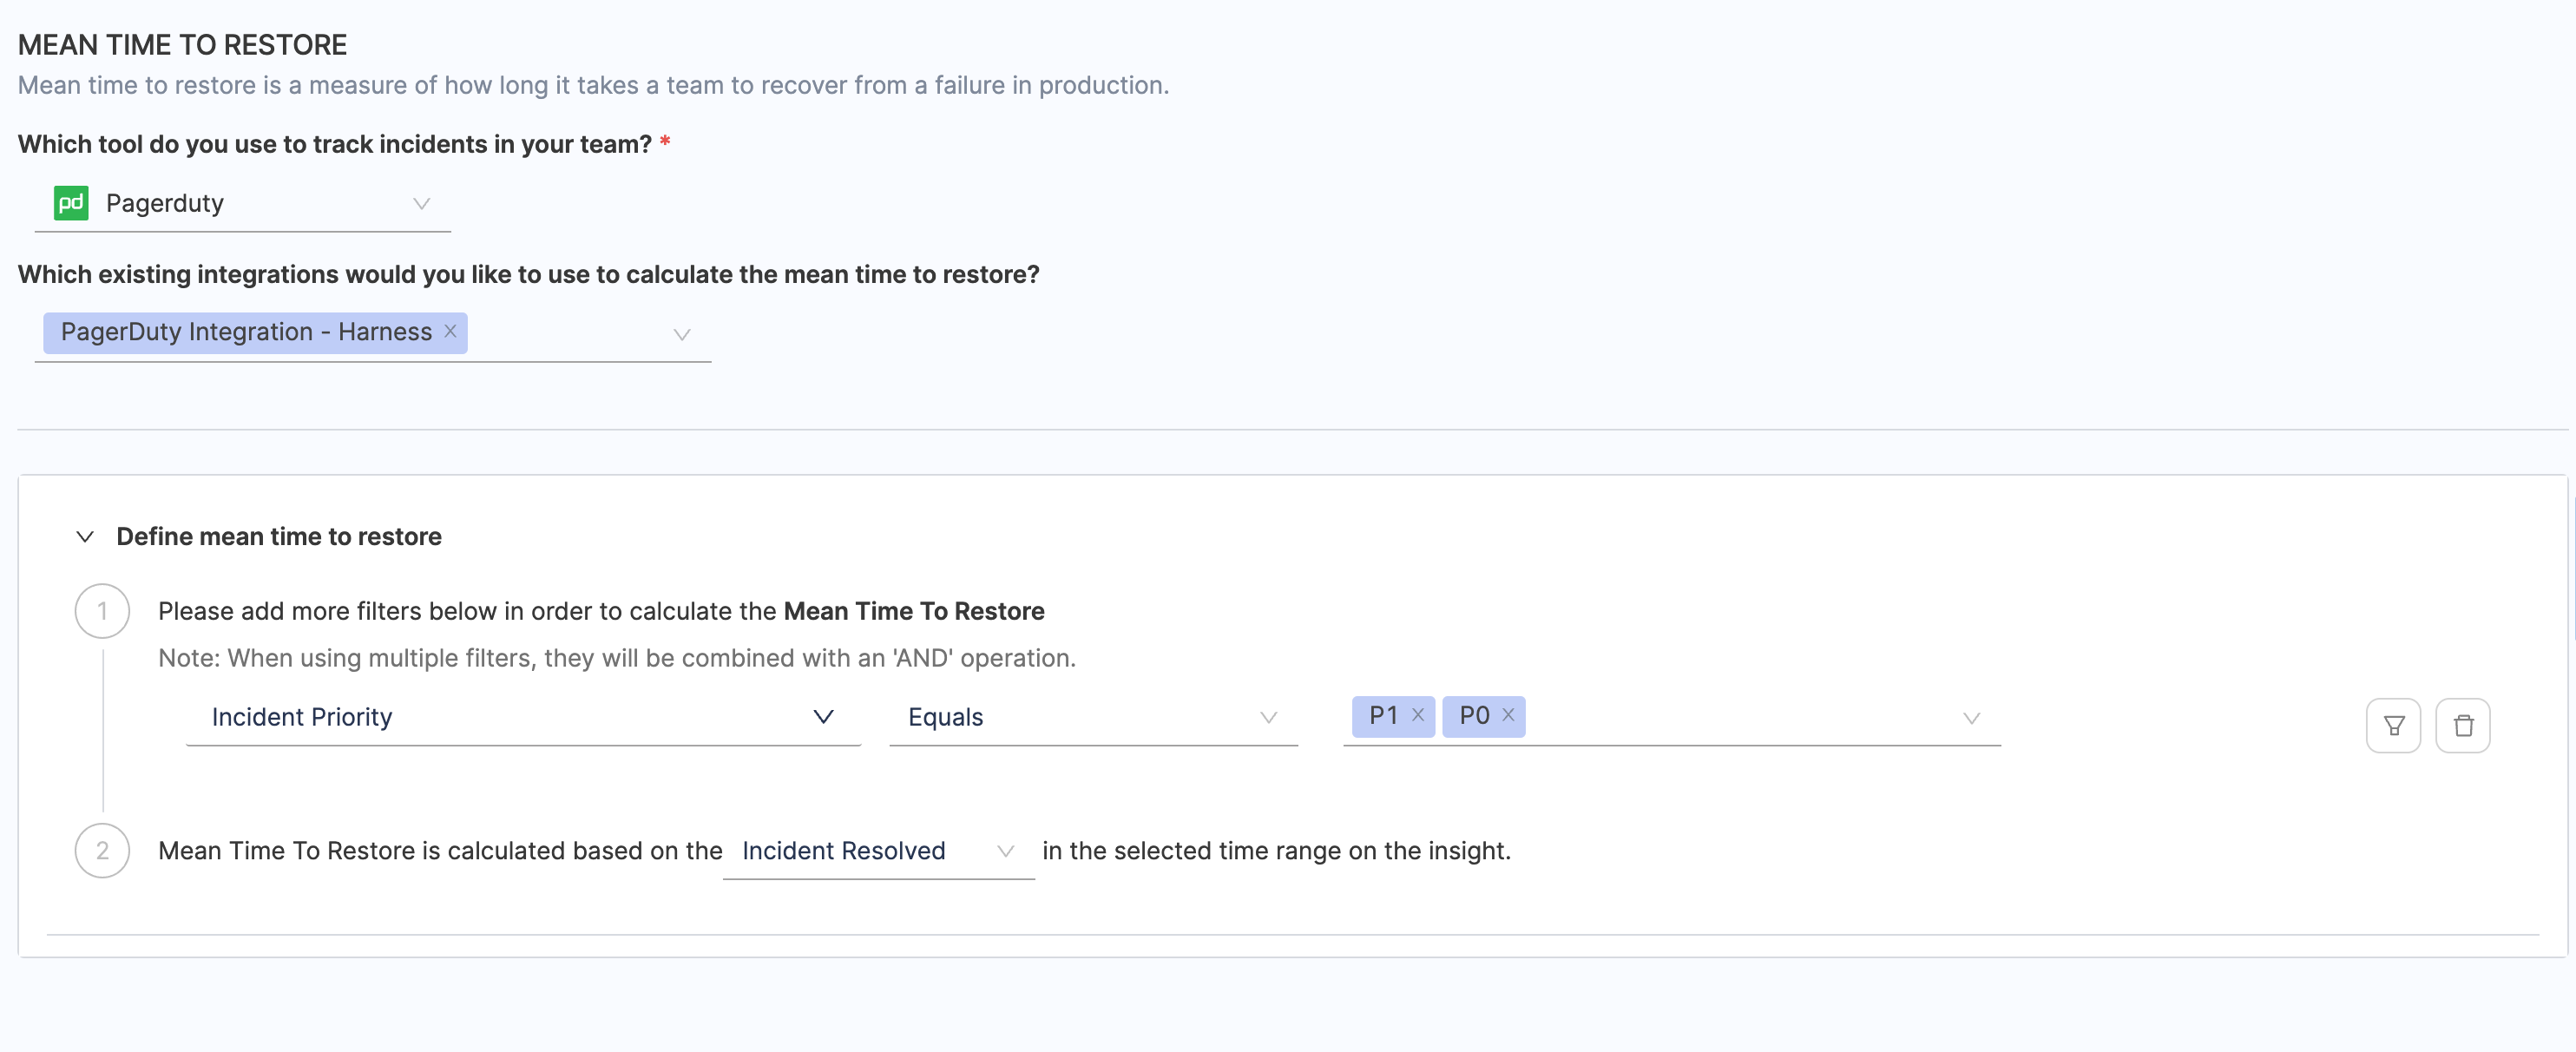 MEAN TIME TO RESTORE
Mean time to restore is a measure of how long it takes a team to recover from a failure in production.
Which tool do you use to track incidents in your team? *
pd Pagerduty
Which existing integrations would you like to use to calculate the mean time to restore?
PagerDuty Integration - Harness
Define mean time to restore
1 Please add more filters below in order to calculate the Mean Time To Restore
Note: When using multiple filters, they will be combined with an 'AND' operation.
Incident Priority Equals P1 P0
2 Mean Time To Restore is calculated based on the Incident Resolved in the selected time range on the insight.